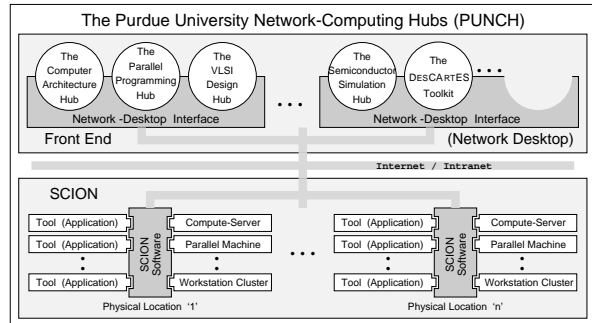 The Purdue University Network-Computing Hubs (PUNCH)
The
Computer
Architecture
Hub
The
Parallel
Programming
Hub
The
VLSI
Design
Hub
The
Semiconductor
Simulation
Hub
The
DESCARTES
Toolkit
Network -Desktop Interface
Network -Desktop Interface
Front End
(Network Desktop)
Internet / Intranet
SCION
Tool (Application)
Tool (Application)
Tool (Application)
SCION
Software
Compute-Server
Parallel Machine
Workstation Cluster
Physical Location '1'
Tool (Application)
Tool (Application)
Tool (Application)
SCION
Software
Compute-Server
Parallel Machine
Workstation Cluster
Physical Location 'n'